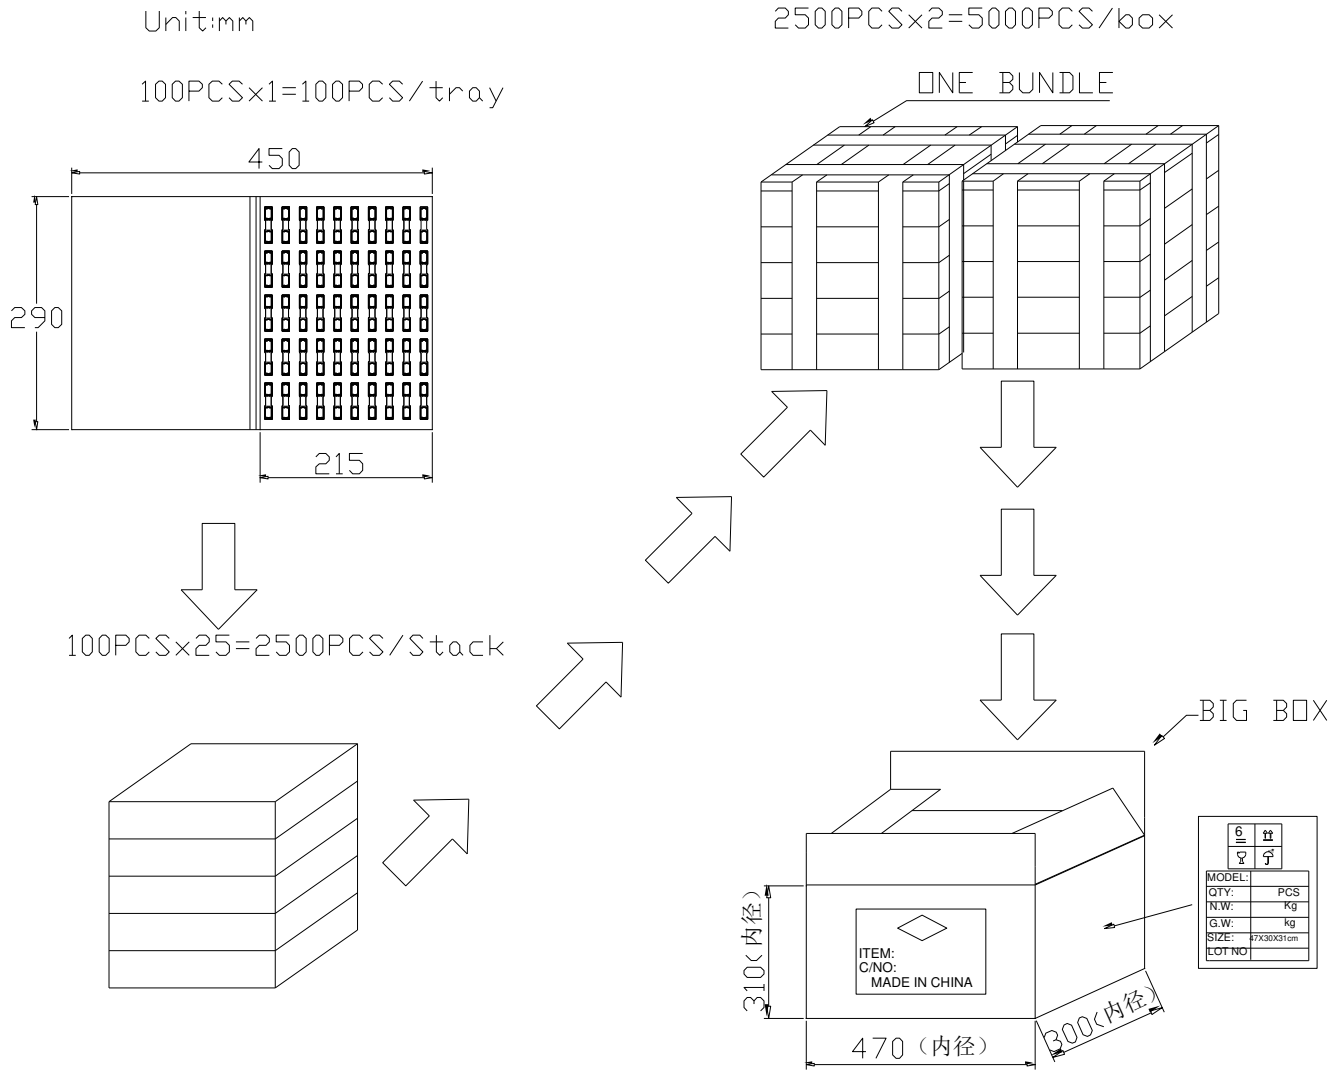 Unit:mm
2500PCSx2=5000PCS/box
100PCSx1=100PCS/tray
ONE BUNDLE
450
290
215
100PCSx25=2500PCS/Stack
BIG BOX
6
MODEL:
QTY: PCS
N.W: Kg
G.W: kg
SIZE: 47X30X31cm
LOT NO
310(内径)
ITEM:
C/NO:
MADE IN CHINA
470（内径）
300(内径)